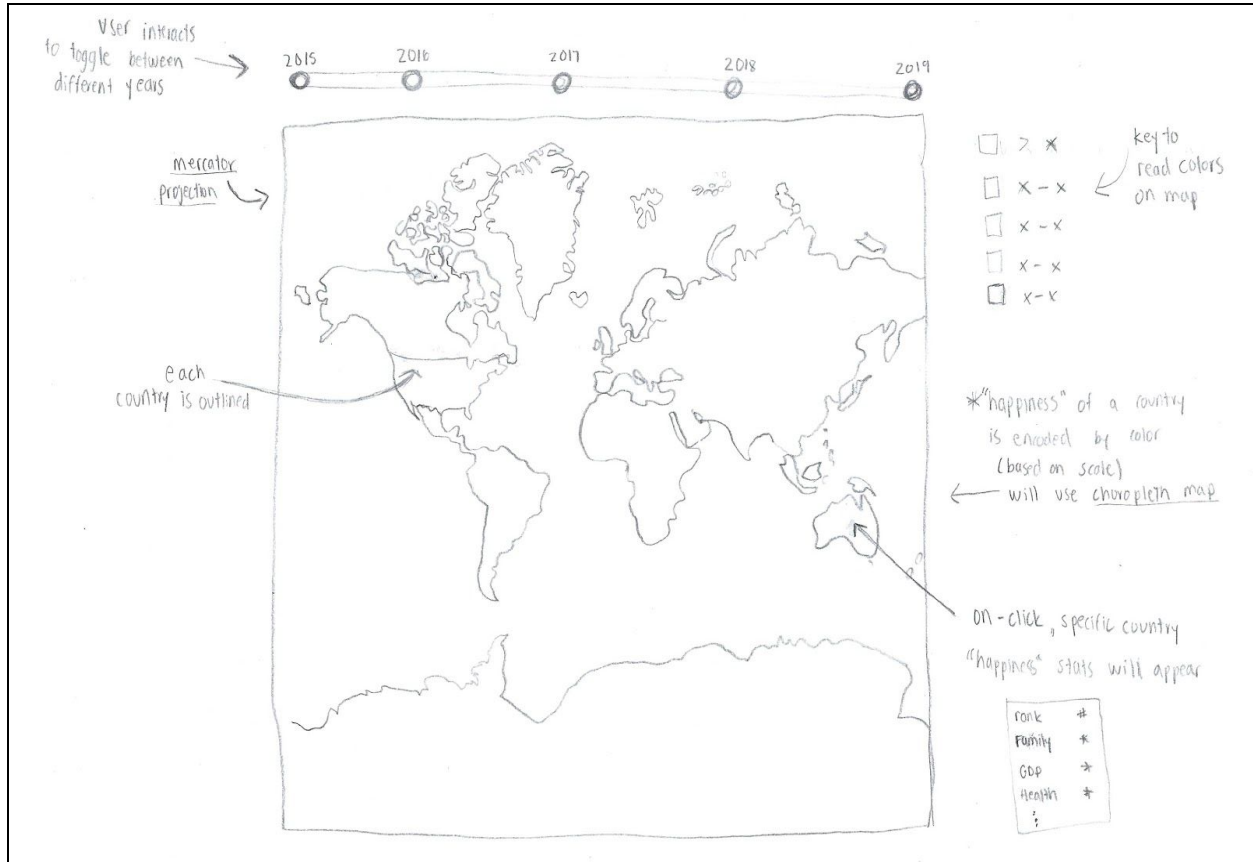 User interacts
to toggle between
different years
2015 2016 2017 2018 2019
mercator
projection
> *
x - x
x - x
x - x
x - x
key to
read colors
on map
each
country is outlined
*"happiness" of a country
is encoded by color
(based on scale)
will use choropleth map
on-click, specific country
"happiness" stats will appear
rank #
Family *
GDP *
Health *